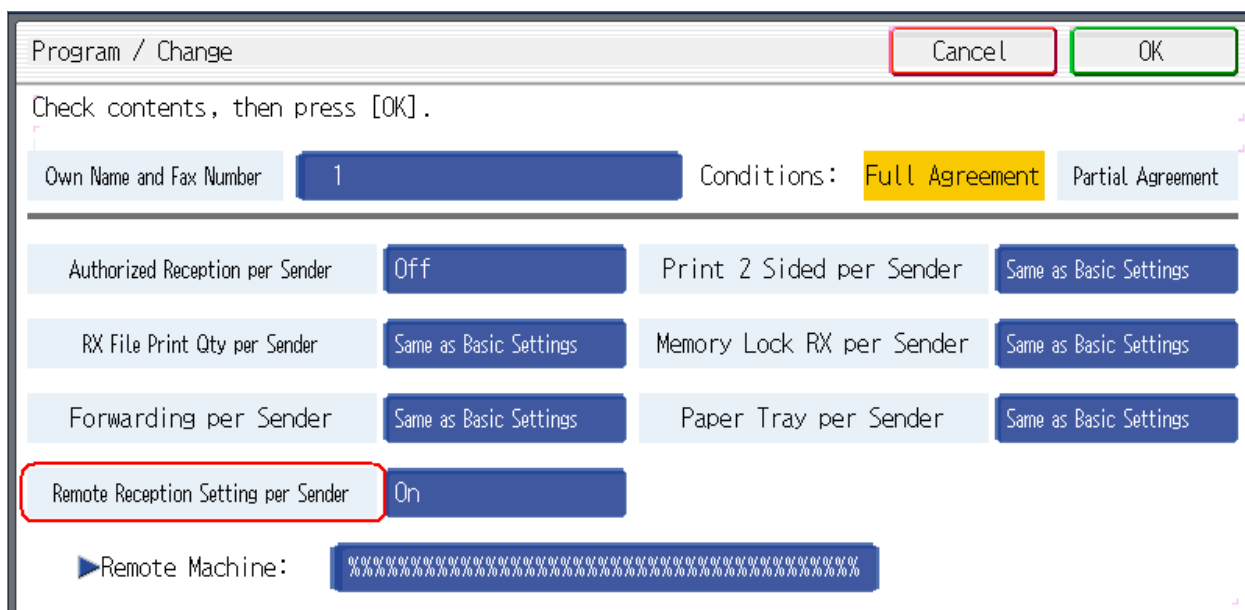 Program / Change Cancel OK
Check contents, then press [OK].
Own Name and Fax Number 1 Conditions: Full Agreement Partial Agreement
Authorized Reception per Sender Off Print 2 Sided per Sender Same as Basic Settings
RX File Print Qty per Sender Same as Basic Settings Memory Lock RX per Sender Same as Basic Settings
Forwarding per Sender Same as Basic Settings Paper Tray per Sender Same as Basic Settings
Remote Reception Setting per Sender On
▶Remote Machine: %%%%%%%%%%%%%%%%%%%%%%%%%%%%%%%%%%%%%%%%